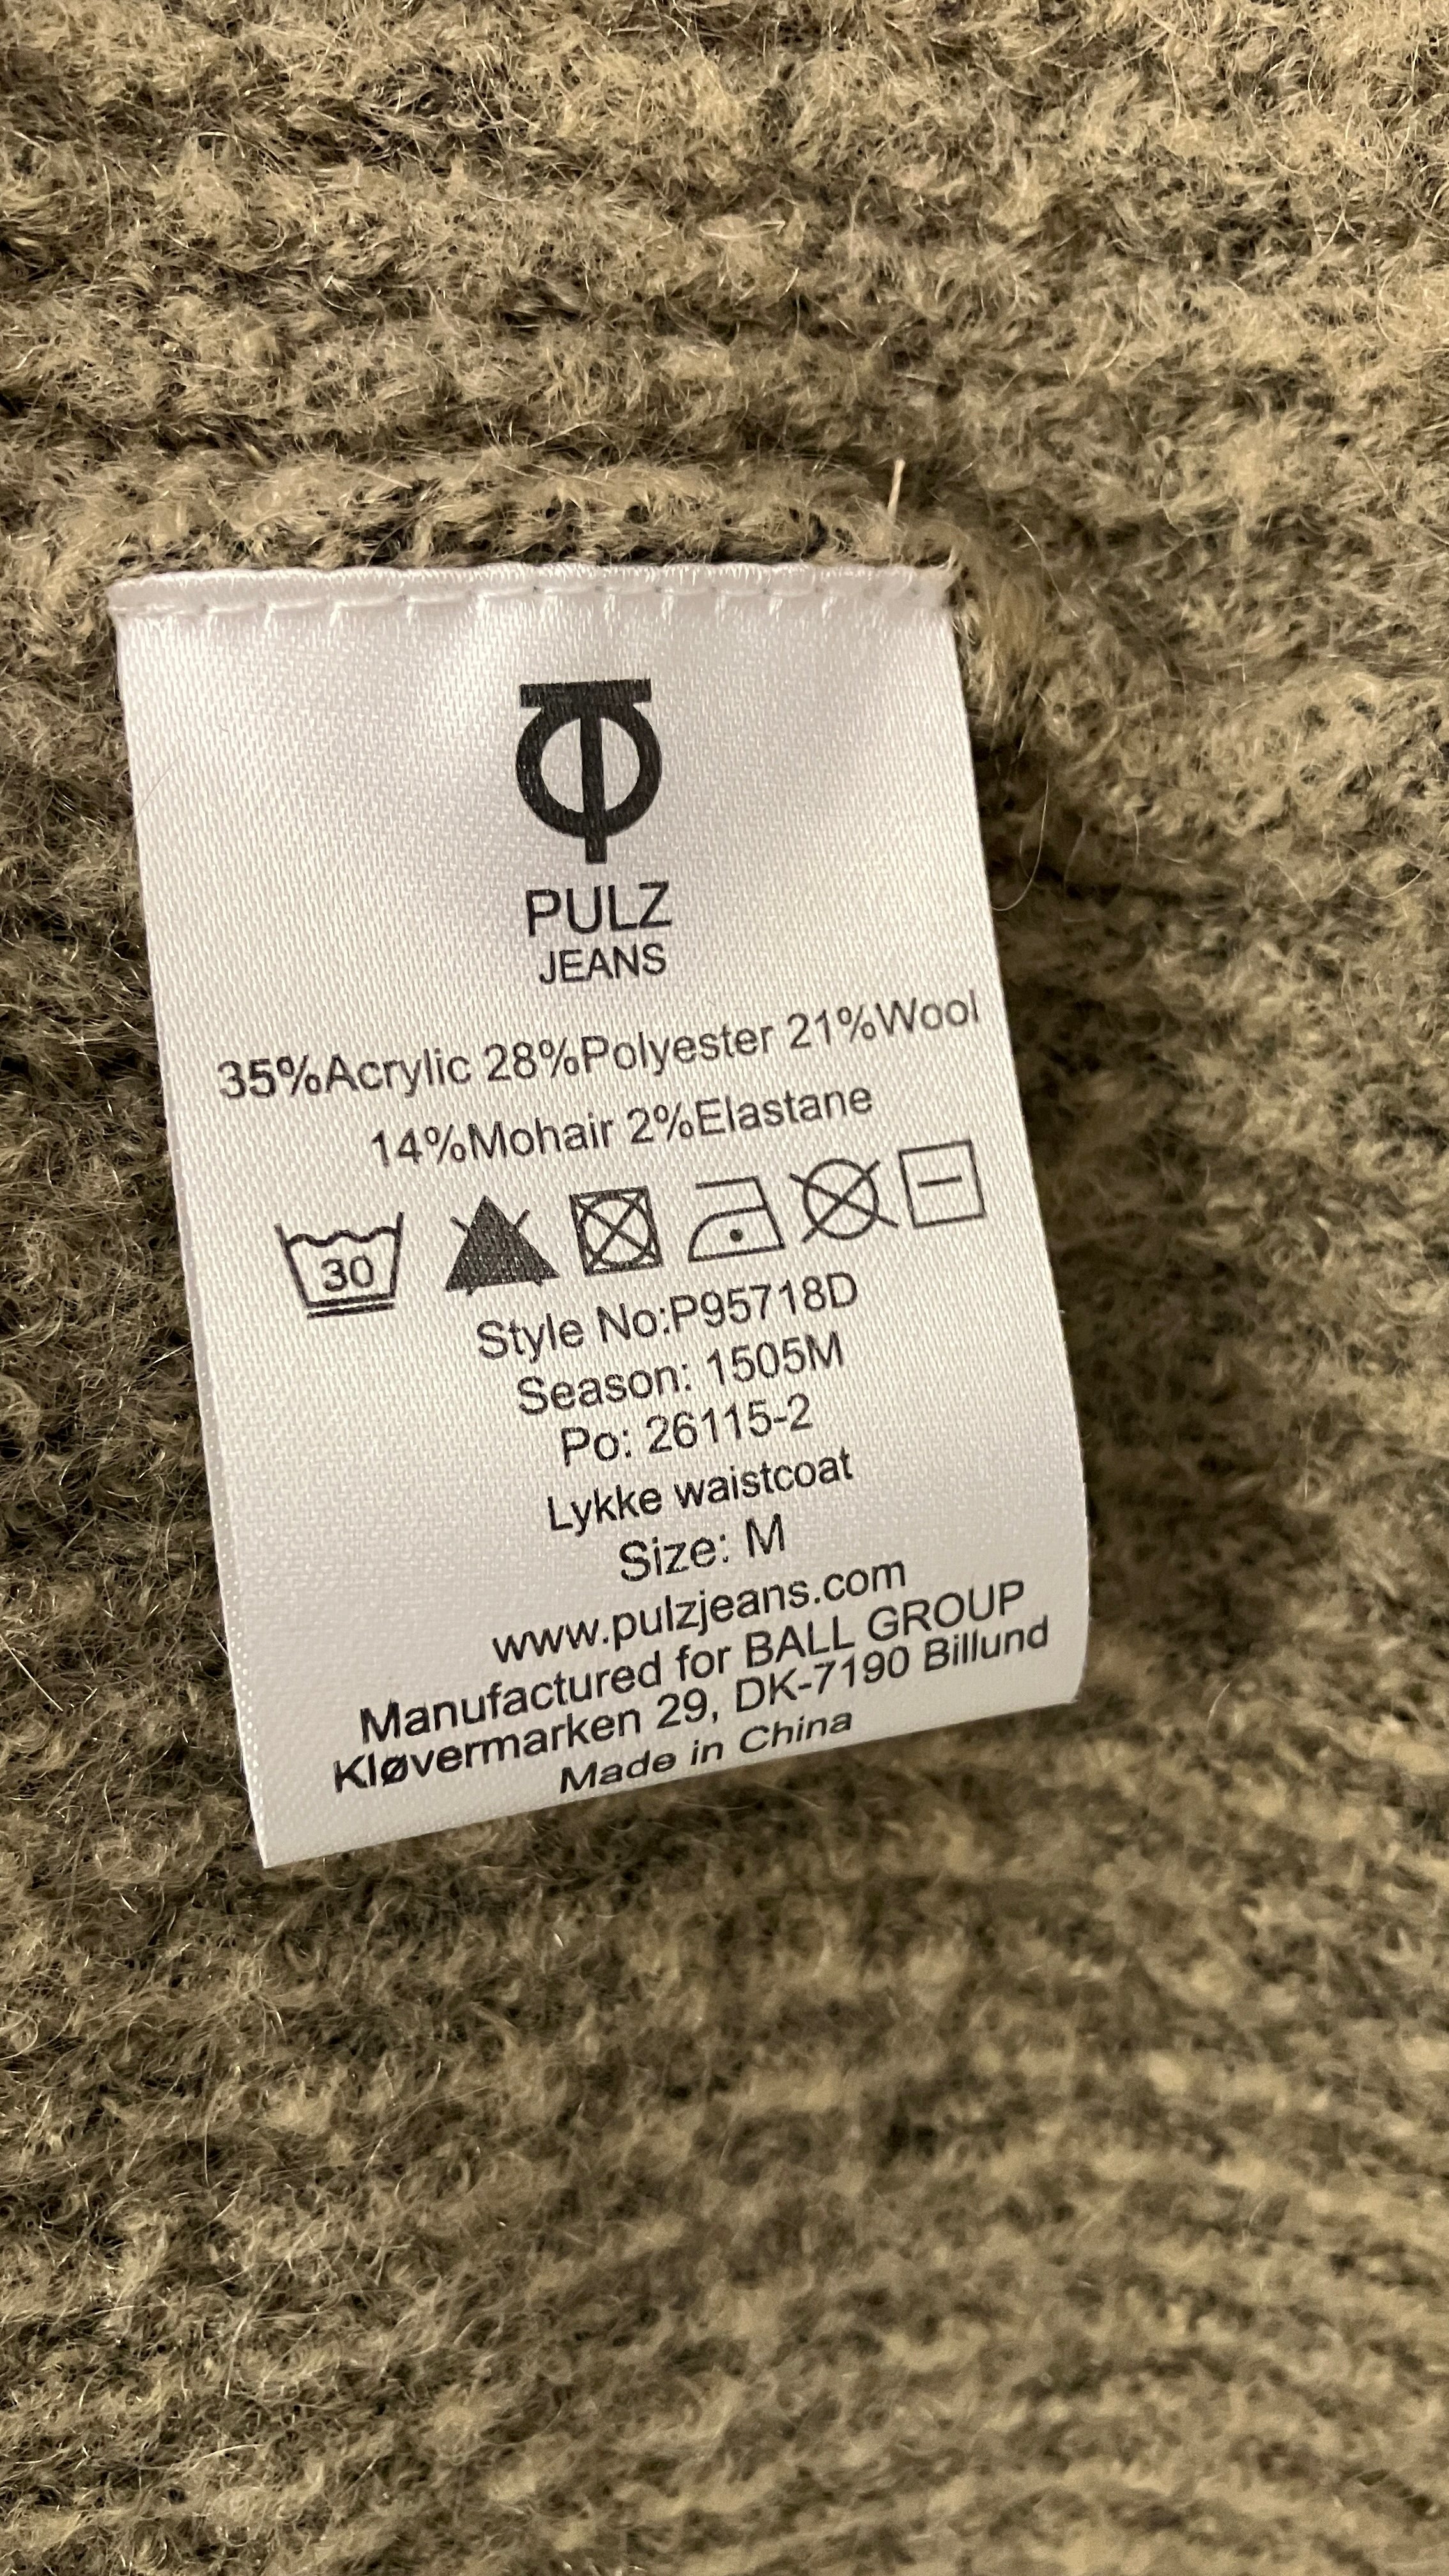 PULZ
JEANS
35%Acrylic 28%Polyester 21%Wool
14%Mohair 2%Elastane
30
Style No:P95718D
Season: 1505M
Po: 26115-2
Lykke waistcoat
Size: M
www.pulzjeans.com
Manufactured for BALL GROUP
Kløvermarken 29, DK-7190 Billund
Made in China